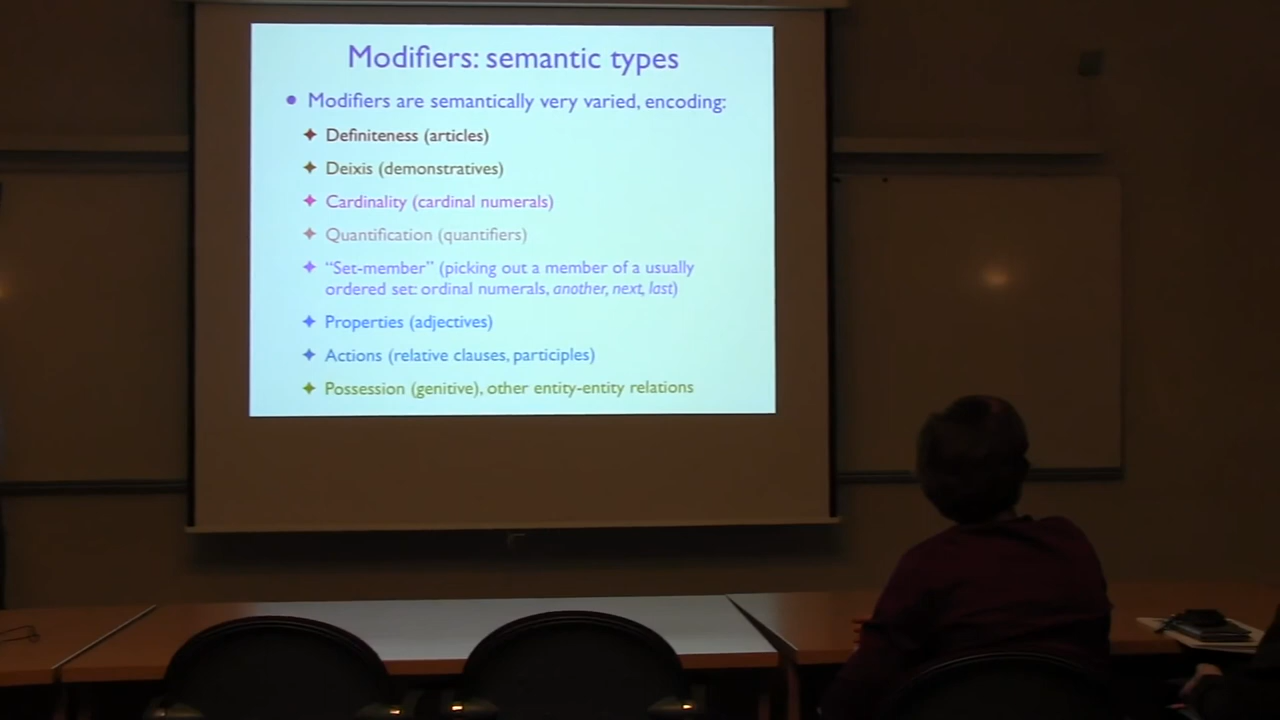 Modifiers: semantic types
• Modifiers are semantically very varied, encoding:
✦ Definiteness (articles)
✦ Deixis (demonstratives)
✦ Cardinality (cardinal numerals)
✦ Quantification (quantifiers)
✦ “Set-member” (picking out a member of a usually
ordered set: ordinal numerals, another, next, last)
✦ Properties (adjectives)
✦ Actions (relative clauses, participles)
✦ Possession (genitive), other entity-entity relations